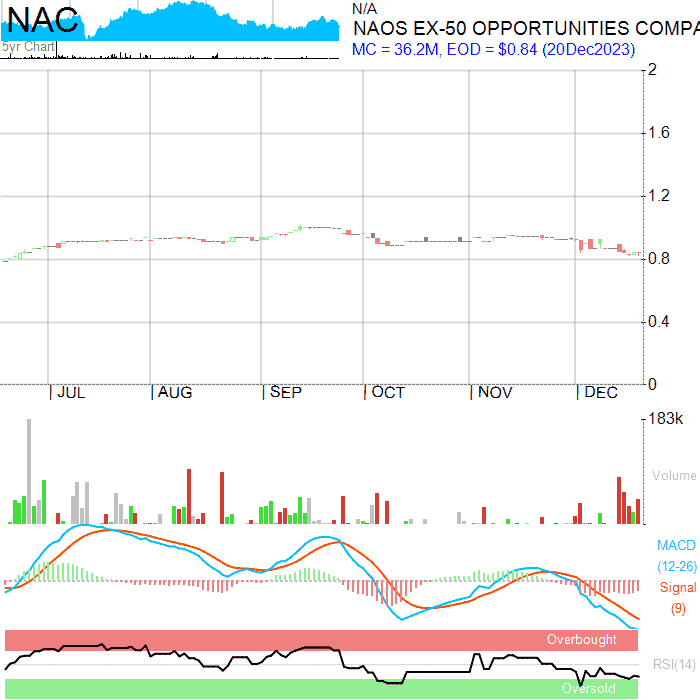 NAC
5yr Chart
N/A
NAOS EX-50 OPPORTUNITIES COMPA
MC = 36.2M, EOD = $0.84 (20Dec2023)
2
1.6
1.2
0.8
0.4
0
JUL AUG SEP OCT NOV DEC
183k
Volume
MACD
(12-26)
Signal
(9)
Overbought
RSI(14)
Oversold